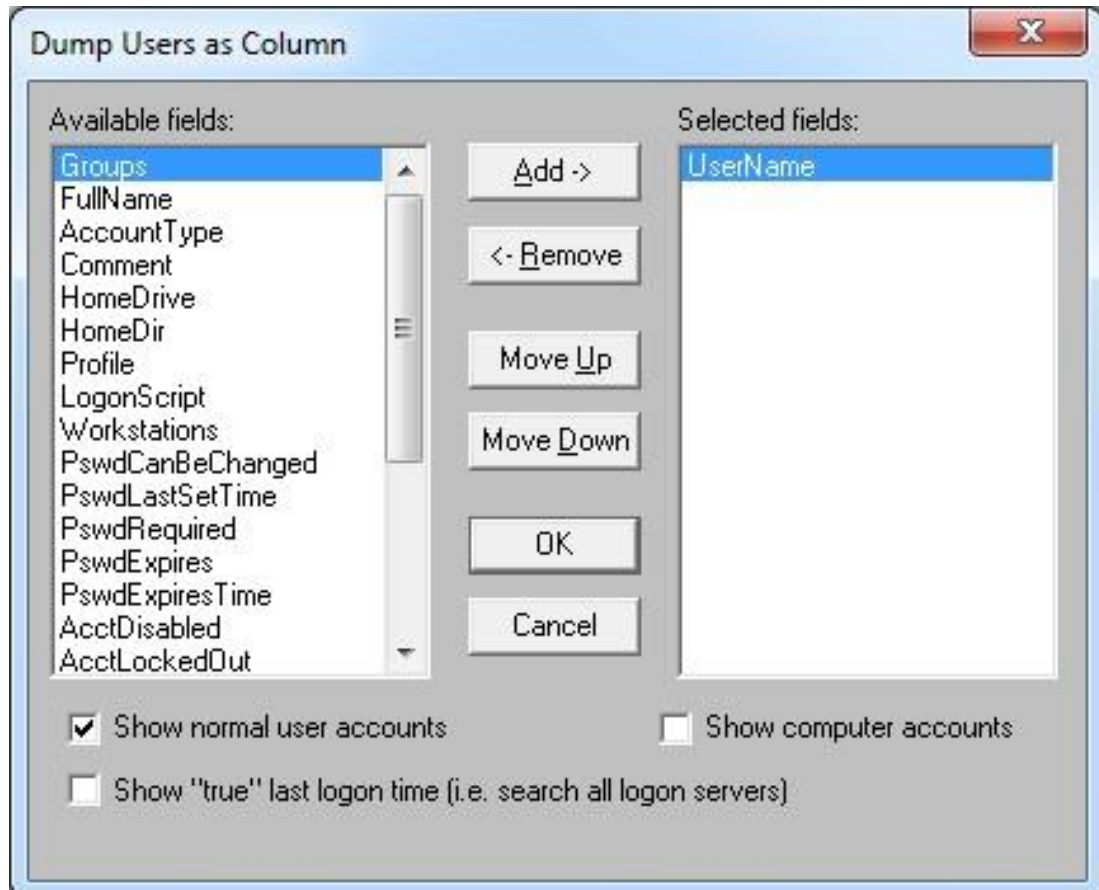 Dump Users as Column
Available fields:
Groups
FullName
AccountType
Comment
HomeDrive
HomeDir
Profile
LogonScript
Workstations
PswdCanBeChanged
PswdLastSetTime
PswdRequired
PswdExpires
PswdExpiresTime
AcctDisabled
AcctLockedOut
Add ->
<- Remove
Move Up
Move Down
OK
Cancel
Selected fields:
UserName
Show normal user accounts
Show computer accounts
Show "true" last logon time (i.e. search all logon servers)